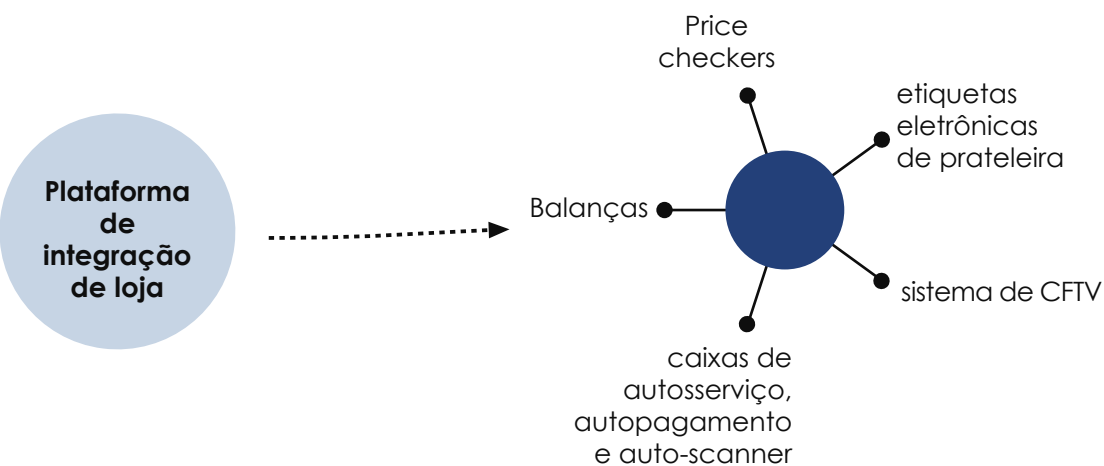 Plataforma
de
integração
de loja
Price
checkers
etiquetas
eletrônicas
de prateleira
Balanças
sistema de CFTV
caixas de
autosserviço,
autopagamento
e auto-scanner